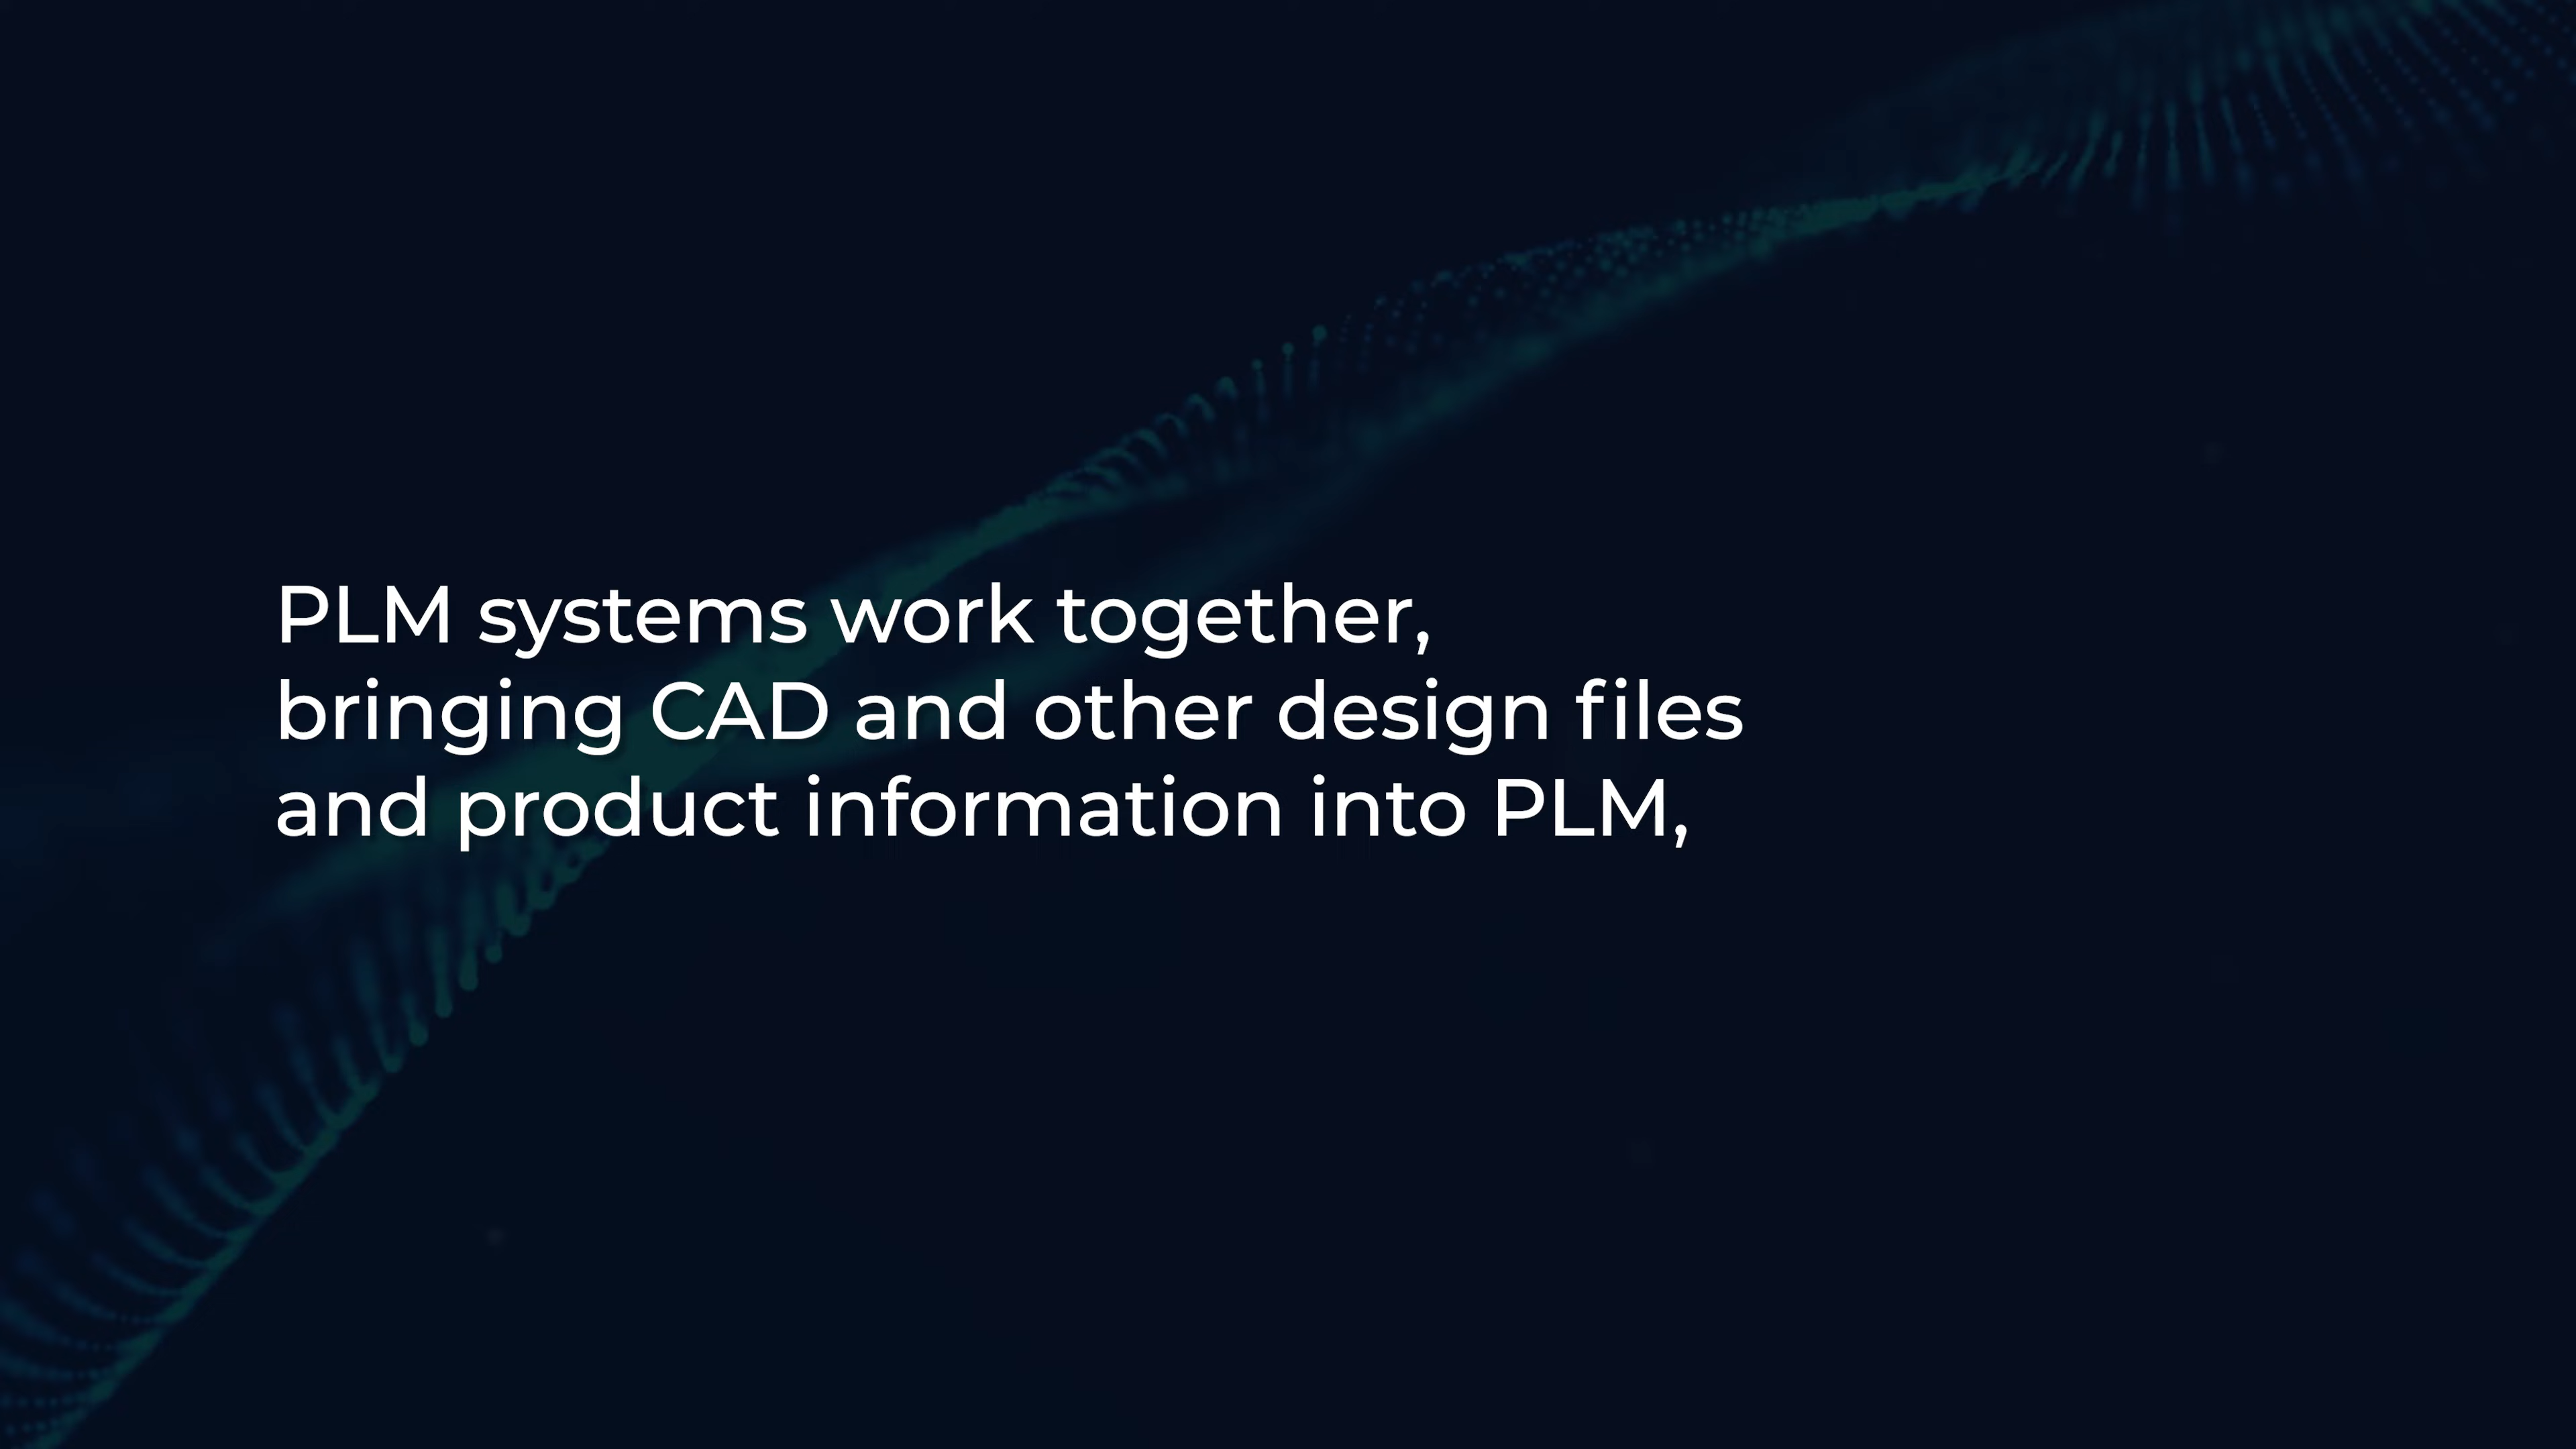 PLM systems work together,
bringing CAD and other design files
and product information into PLM,